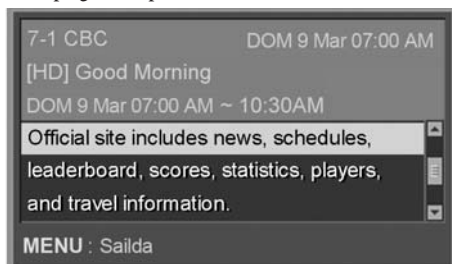 7-1 CBC DOM 9 Mar 07:00 AM
[HD] Good Morning
DOM 9 Mar 07:00 AM ~ 10:30AM
Official site includes news, schedules,
leaderboard, scores, statistics, players,
and travel information.
MENU : Sailda